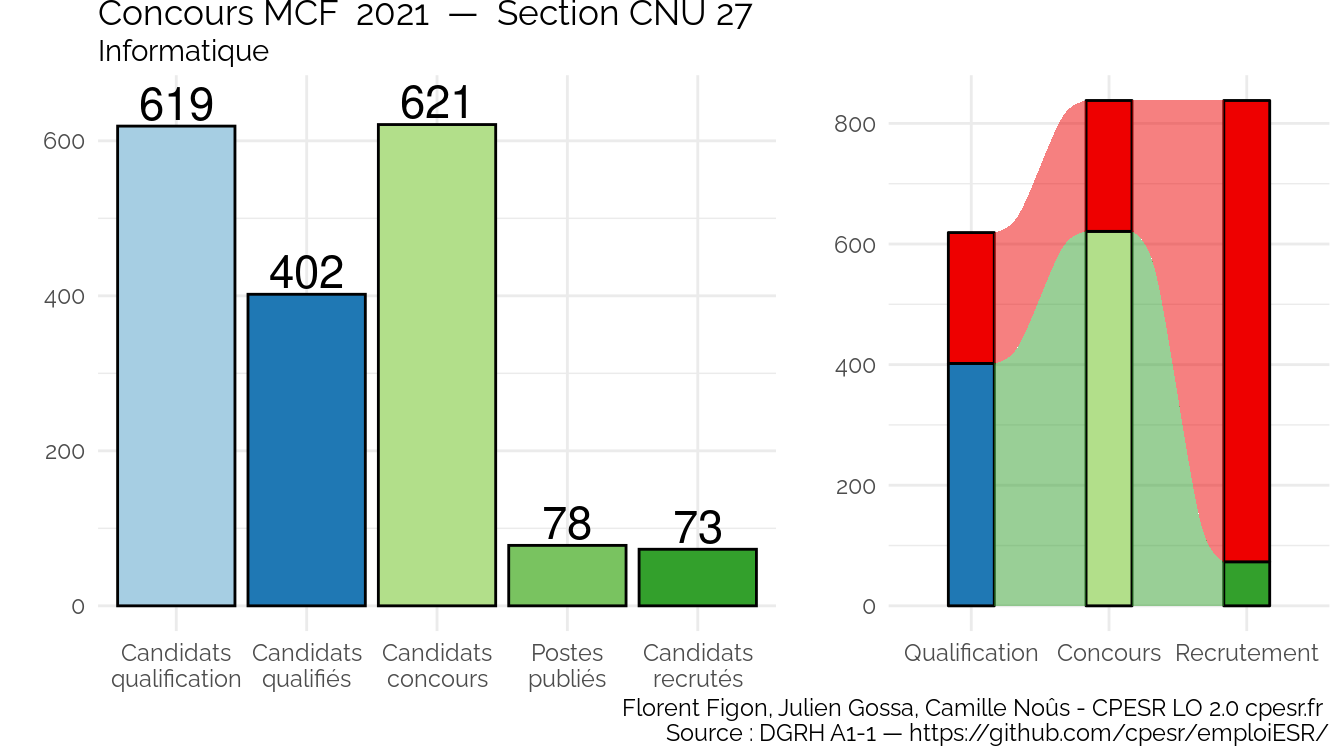 Concours MCF 2021 — Section CNU 27
Informatique
619
402
621
78
73
600
400
200
0
Candidats
qualification
Candidats
qualifiés
Candidats
concours
Postes
publiés
Candidats
recrutés
800
600
400
200
0
Qualification
Concours
Recrutement
Florent Figon, Julien Gossa, Camille Noûs - CPESR LO 2.0 cpesr.fr
Source : DGRH A1-1 — https://github.com/cpesr/emploiESR/